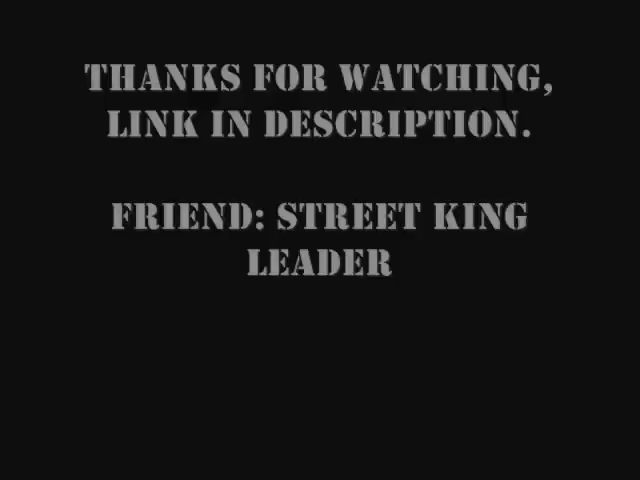 THANKS FOR WATCHING,
LINK IN DESCRIPTION.
FRIEND: STREET KING
LEADER